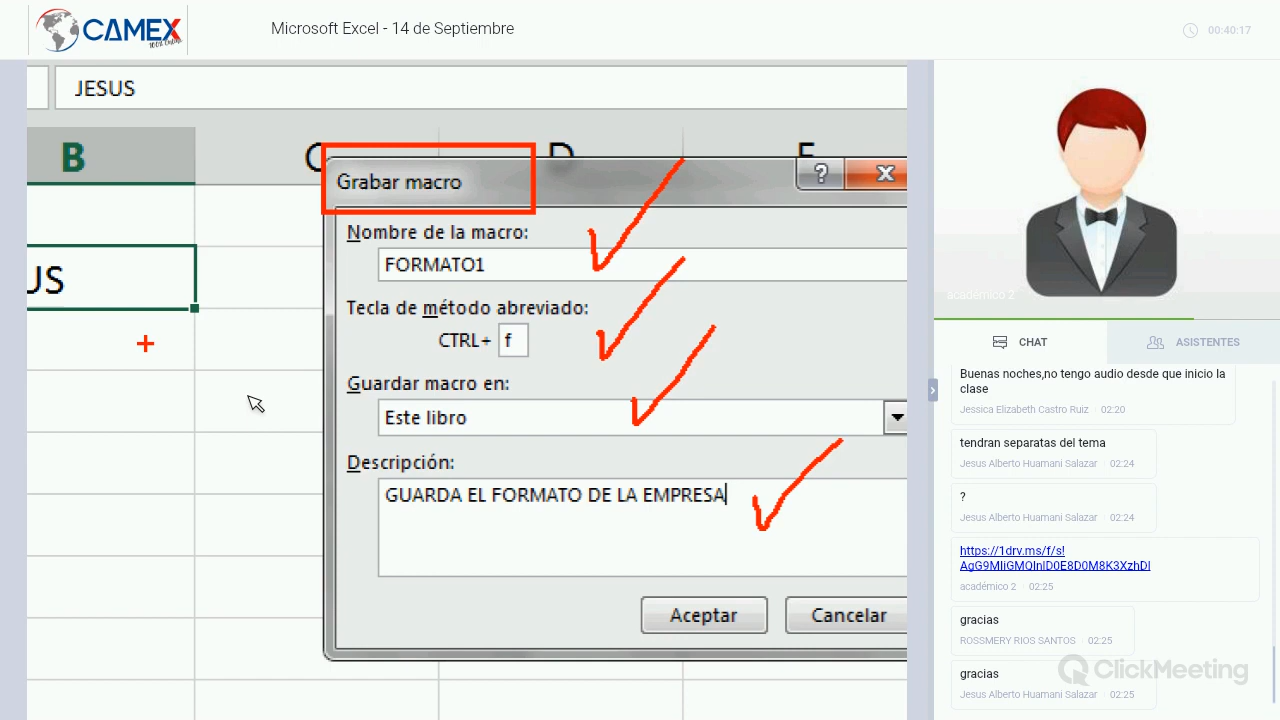 CAMEX
100% Online
Microsoft Excel - 14 de Septiembre
00:40:17
JESUS
B
C
D
E
US
Grabar macro
?
X
Nombre de la macro:
FORMATO1
Tecla de método abreviado:
CTRL+ f
Guardar macro en:
Este libro
Descripción:
GUARDA EL FORMATO DE LA EMPRESA
Aceptar
Cancelar
académico 2
CHAT
ASISTENTES
Buenas noches,no tengo audio desde que inicio la
clase
Jessica Elizabeth Castro Ruiz · 02:20
tendran separatas del tema
Jesus Alberto Huamani Salazar · 02:24
?
Jesus Alberto Huamani Salazar · 02:24
https://1drv.ms/f/s!
AgG9MIiGMQlnlD0E8D0M8K3XzhDl
académico 2 · 02:25
gracias
ROSSMERY RIOS SANTOS · 02:25
gracias
Jesus Alberto Huamani Salazar · 02:25
ClickMeeting